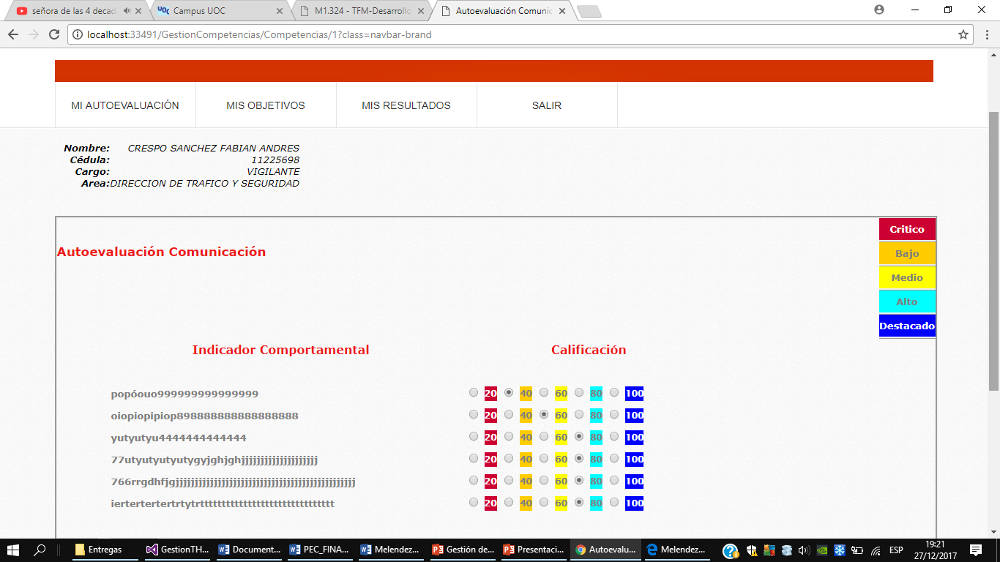 señora de las 4 decad
Campus UOC
M1.324 - TFM-Desarrollo
Autoevaluación Comunic
localhost:33491/GestionCompetencias/Competencias/1?class=navbar-brand
MI AUTOEVALUACIÓN MIS OBJETIVOS MIS RESULTADOS SALIR
Nombre: CRESPO SANCHEZ FABIAN ANDRES
Cédula: 11225698
Cargo: VIGILANTE
Area: DIRECCION DE TRAFICO Y SEGURIDAD
Critico
Autoevaluación Comunicación
Bajo
Medio
Alto
Destacado
Indicador Comportamental Calificación
popóouo999999999999999 20 40 60 80 100
oiopiopipiop898888888888888888 20 40 60 80 100
yutyutyu4444444444444 20 40 60 80 100
77utyutyutyutygyjghjghjjjjjjjjjjjjjjjjjjjj 20 40 60 80 100
766rrgdhfjgjjjjjjjjjjjjjjjjjjjjjjjjjjjjjjjjjjjjjjjjjjjjjj 20 40 60 80 100
iertertertertrtytrtttttttttttttttttttttttttttttt 20 40 60 80 100
Entregas GestionTH... Document... PEC_FINA... Melendez... Gestión de... Presentaci... Autoevalu... Melendez... ESP 19:21
27/12/2017